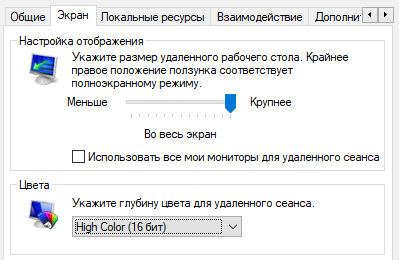 Общие Экран Локальные ресурсы Взаимодействие Дополнит
Настройка отображения
Укажите размер удаленного рабочего стола. Крайнее
правое положение ползунка соответствует
полноэкранному режиму.
Меньше Крупнее
Во весь экран
Использовать все мои мониторы для удаленного сеанса
Цвета
Укажите глубину цвета для удаленного сеанса.
High Color (16 бит)